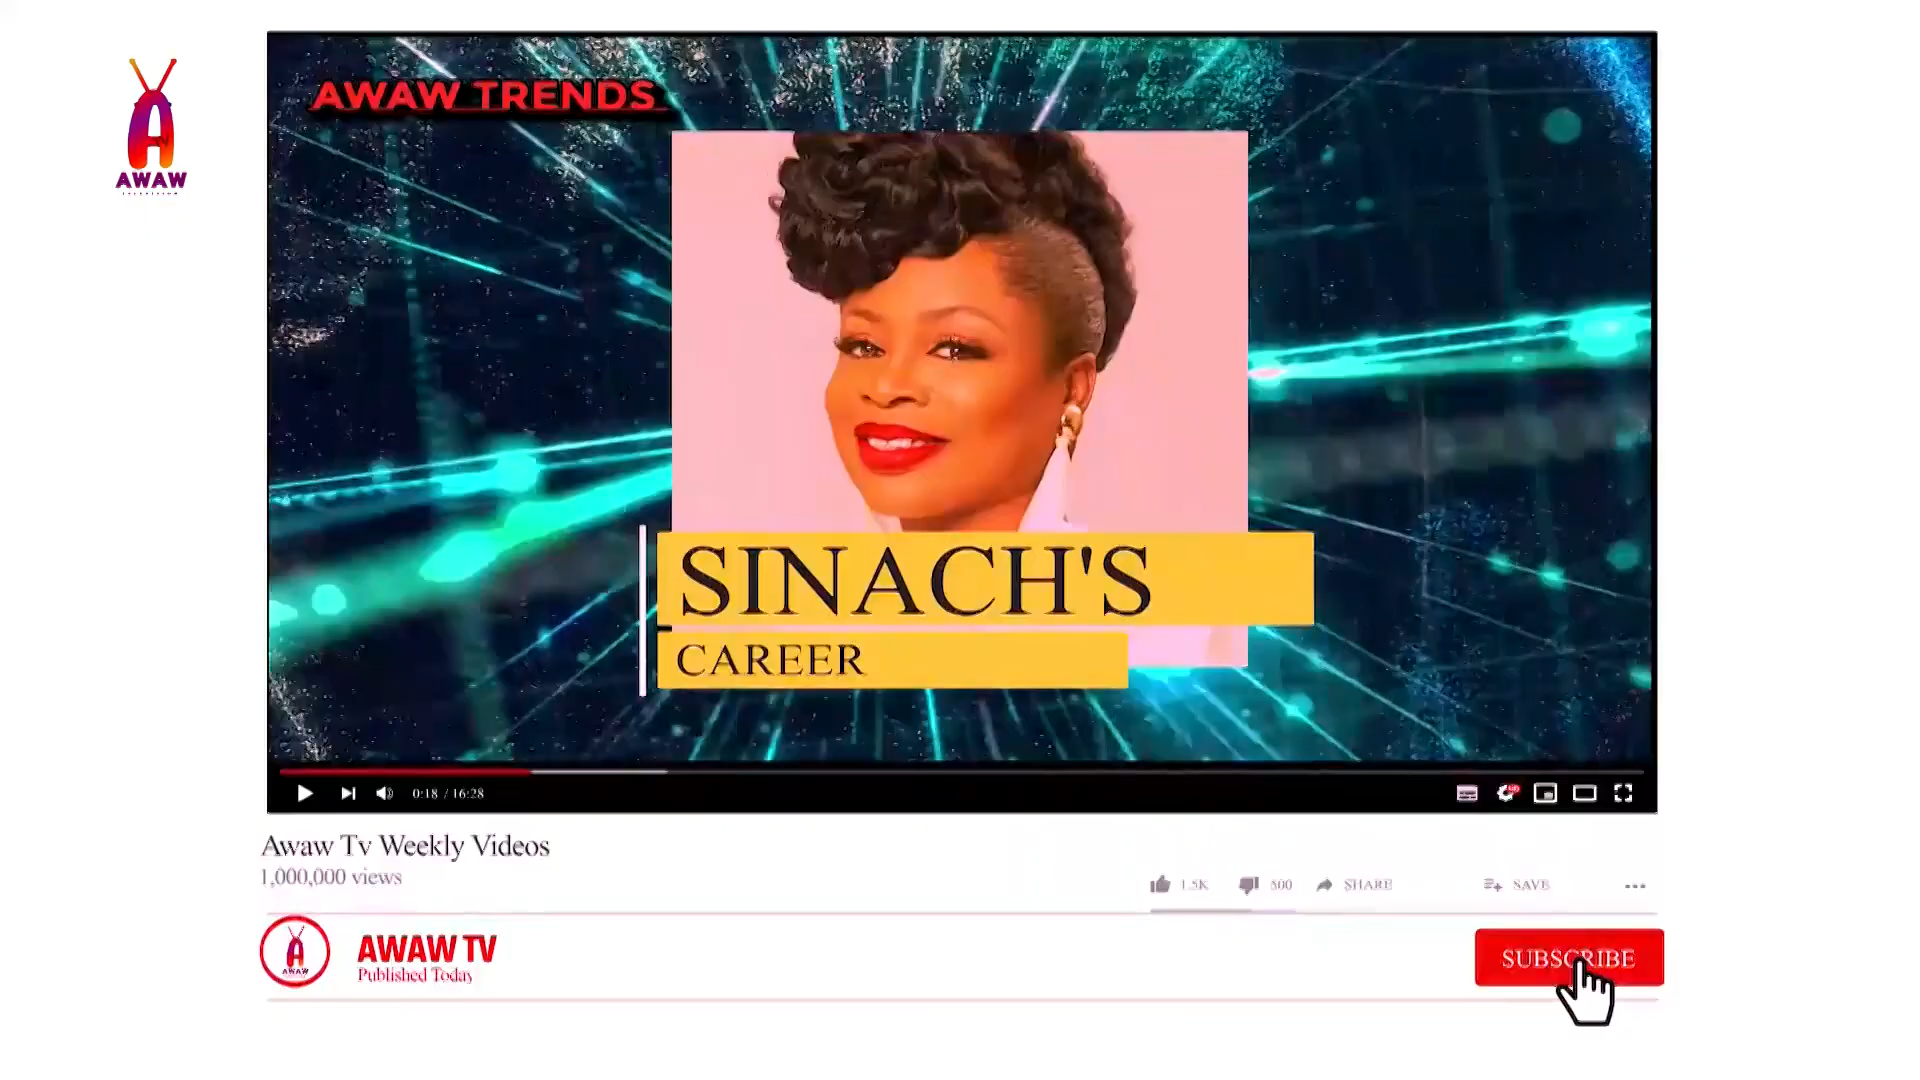 AWAW TRENDS
AWAW
SINACH'S
CAREER
0:18 / 16:28
Awaw Tv Weekly Videos
1,000,000 views
1.5K
500
SHARE
SAVE
AWAW
AWAW TV
Published Today
SUBSCRIBE